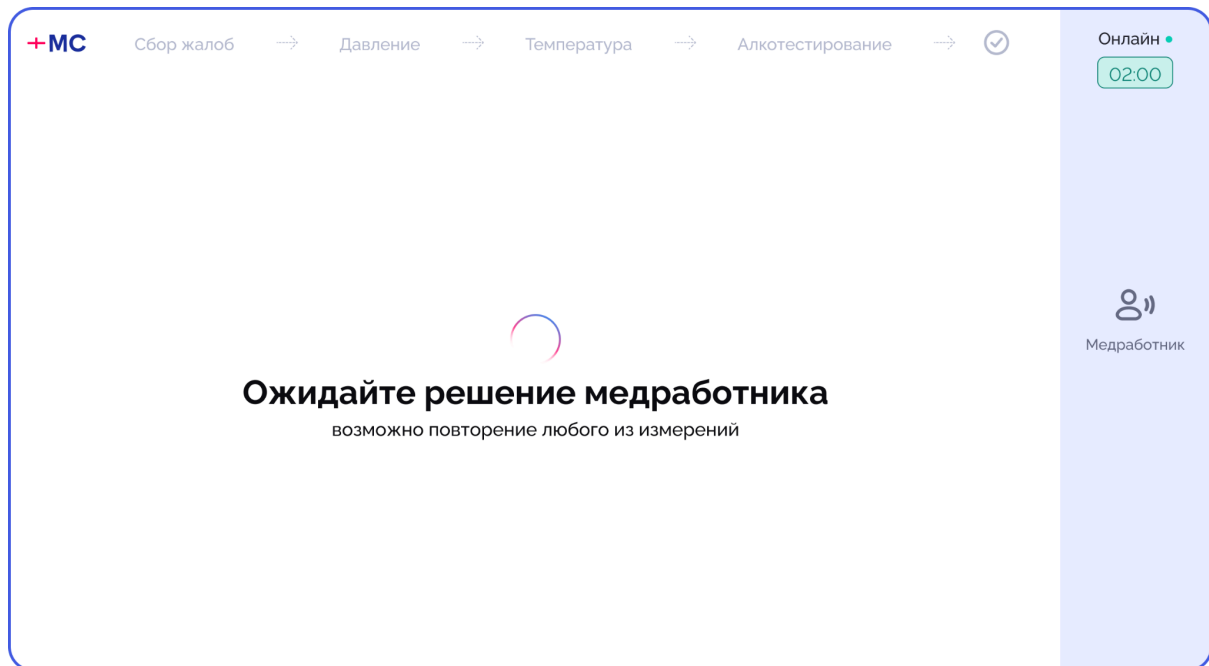 +МС
Сбор жалоб
Давление
Температура
Алкотестирование
Онлайн
02:00
Медработник
Ожидайте решение медработника
возможно повторение любого из измерений